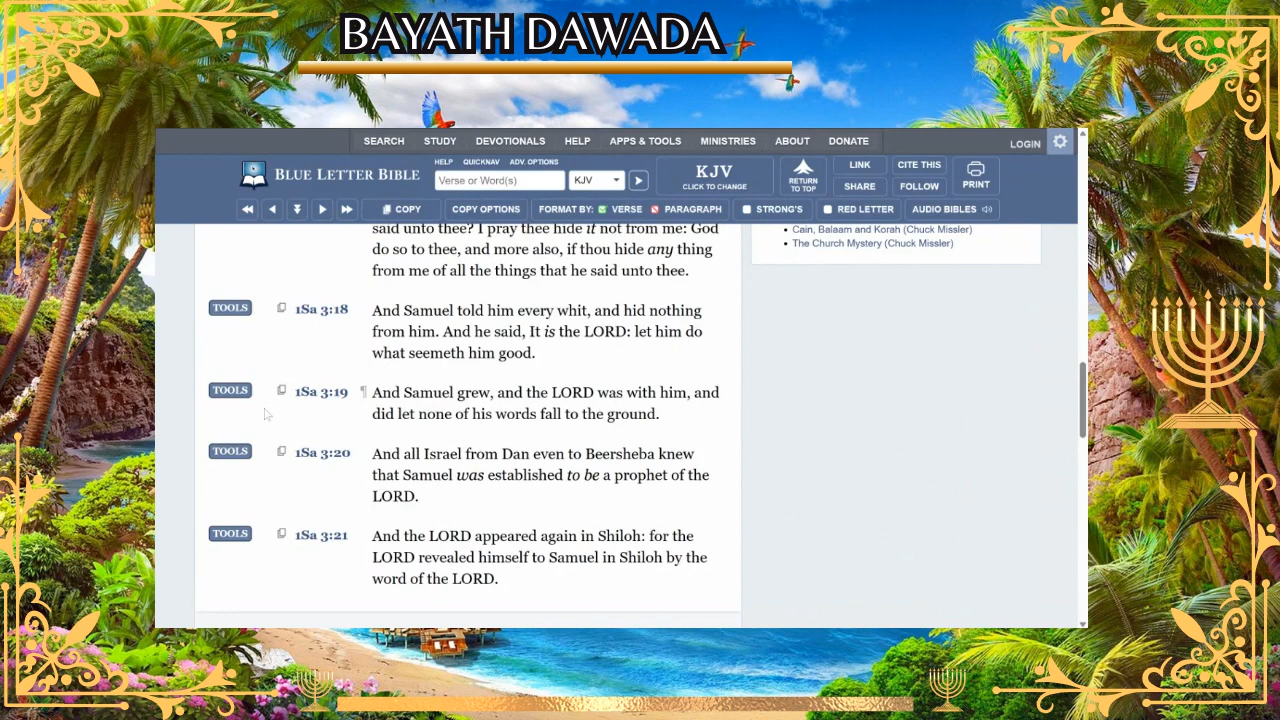 BAYATH DAWADA
SEARCH STUDY DEVOTIONALS HELP APPS & TOOLS MINISTRIES ABOUT DONATE LOGIN
HELP QUICKNAV ADV. OPTIONS
BLUE LETTER BIBLE
Verse or Word(s)
KJV
KJV
CLICK TO CHANGE
RETURN
TO TOP
LINK CITE THIS
SHARE FOLLOW
PRINT
COPY COPY OPTIONS FORMAT BY: VERSE PARAGRAPH STRONG'S RED LETTER AUDIO BIBLES
said unto thee? I pray thee hide it not from me: God
do so to thee, and more also, if thou hide any thing
from me of all the things that he said unto thee.
TOOLS 1Sa 3:18 And Samuel told him every whit, and hid nothing
from him. And he said, It is the LORD: let him do
what seemeth him good.
TOOLS 1Sa 3:19 ¶ And Samuel grew, and the LORD was with him, and
did let none of his words fall to the ground.
TOOLS 1Sa 3:20 And all Israel from Dan even to Beersheba knew
that Samuel was established to be a prophet of the
LORD.
TOOLS 1Sa 3:21 And the LORD appeared again in Shiloh: for the
LORD revealed himself to Samuel in Shiloh by the
word of the LORD.
• Cain, Balaam and Korah (Chuck Missler)
• The Church Mystery (Chuck Missler)